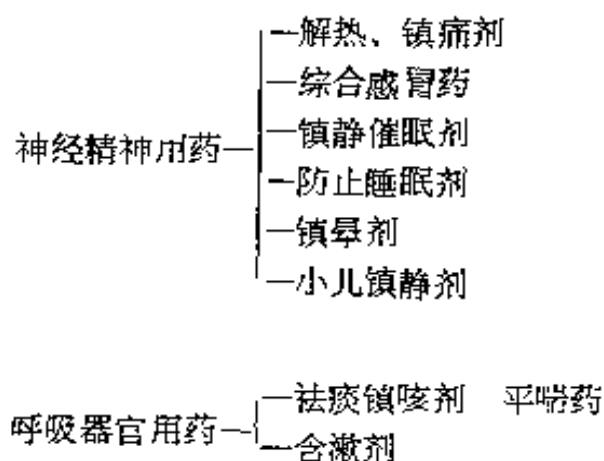 解热、镇痛剂
综合感冒药
镇静催眠剂
神经精神用药
防止睡眠剂
镇晕剂
小儿镇静剂
祛痰镇咳剂 平喘药
呼吸器官用药
含漱剂